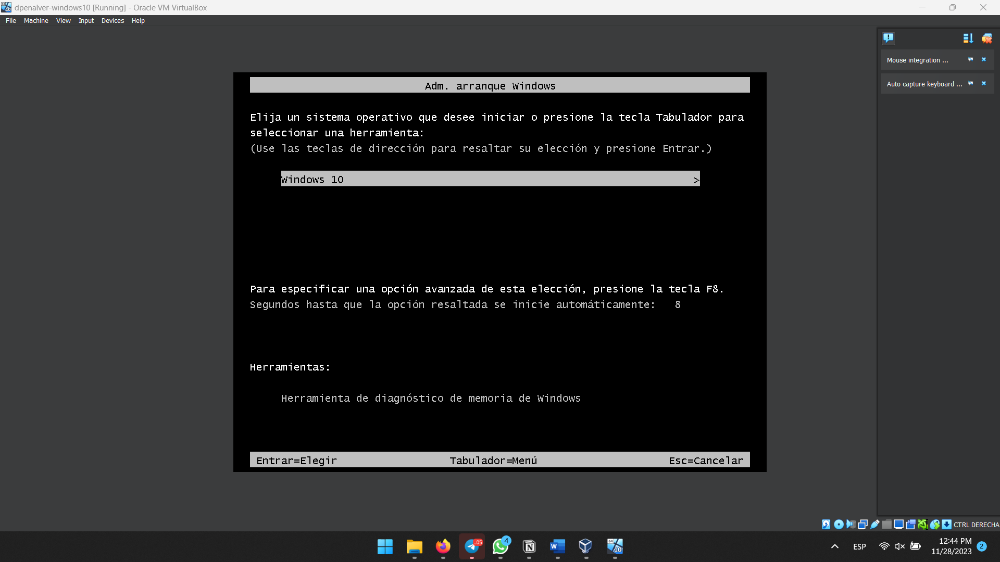 dpenalver-windows10 [Running] - Oracle VM VirtualBox
File Machine View Input Devices Help
Mouse integration ...
Auto capture keyboard ...
Adm. arranque Windows
Elija un sistema operativo que desee iniciar o presione la tecla Tabulador para
seleccionar una herramienta:
(Use las teclas de dirección para resaltar su elección y presione Entrar.)
Windows 10 >
Para especificar una opción avanzada de esta elección, presione la tecla F8.
Segundos hasta que la opción resaltada se inicie automáticamente: 8
Herramientas:
Herramienta de diagnóstico de memoria de Windows
Entrar=Elegir Tabulador=Menú Esc=Cancelar
CTRL DERECHA
..05
4
W
64
10
ESP
12:44 PM
11/28/2023
2